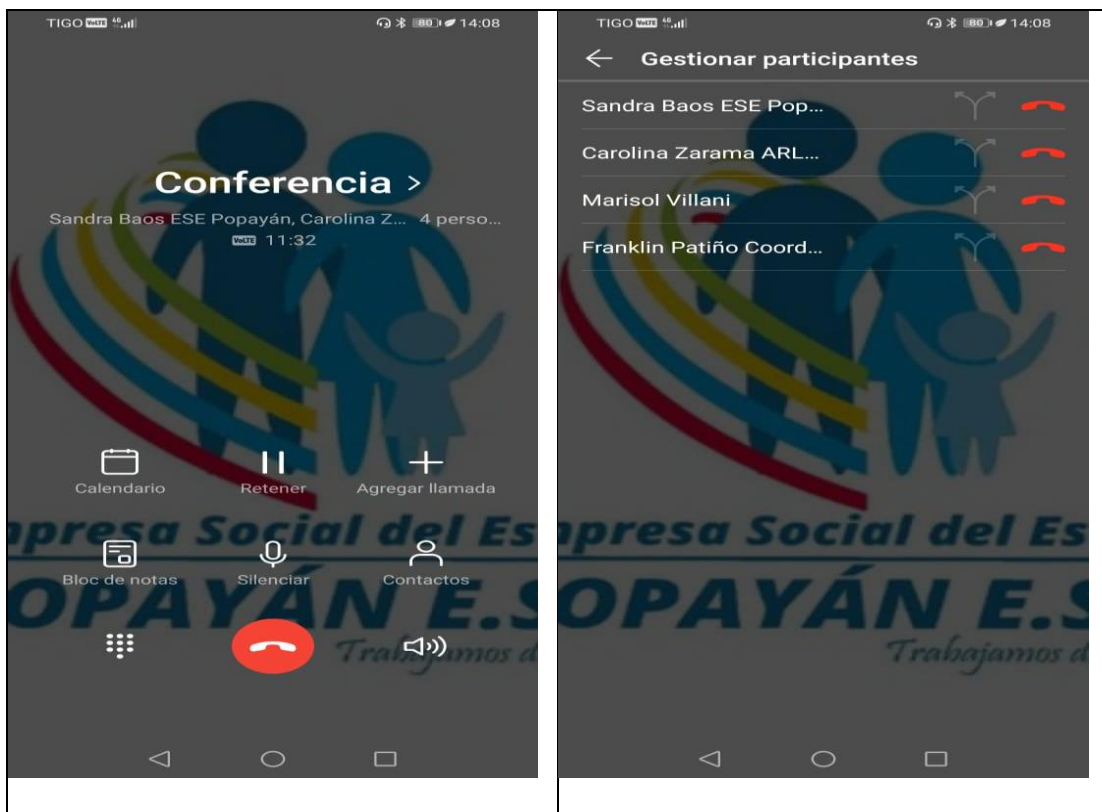 TIGO VoLTE 4G 80 14:08
Conferencia >
Sandra Baos ESE Popayán, Carolina Z... 4 perso...
VoLTE 11:32
Calendario Retener Agregar llamada
mpresa Social del Es
Bloc de notas Silenciar Contactos
OPAYÁN E.S
Trabajamos d
TIGO VoLTE 4G 80 14:08
← Gestionar participantes
Sandra Baos ESE Pop...
Carolina Zarama ARL...
Marisol Villani
Franklin Patiño Coord...
mpresa Social del Es
OPAYÁN E.S
Trabajamos d